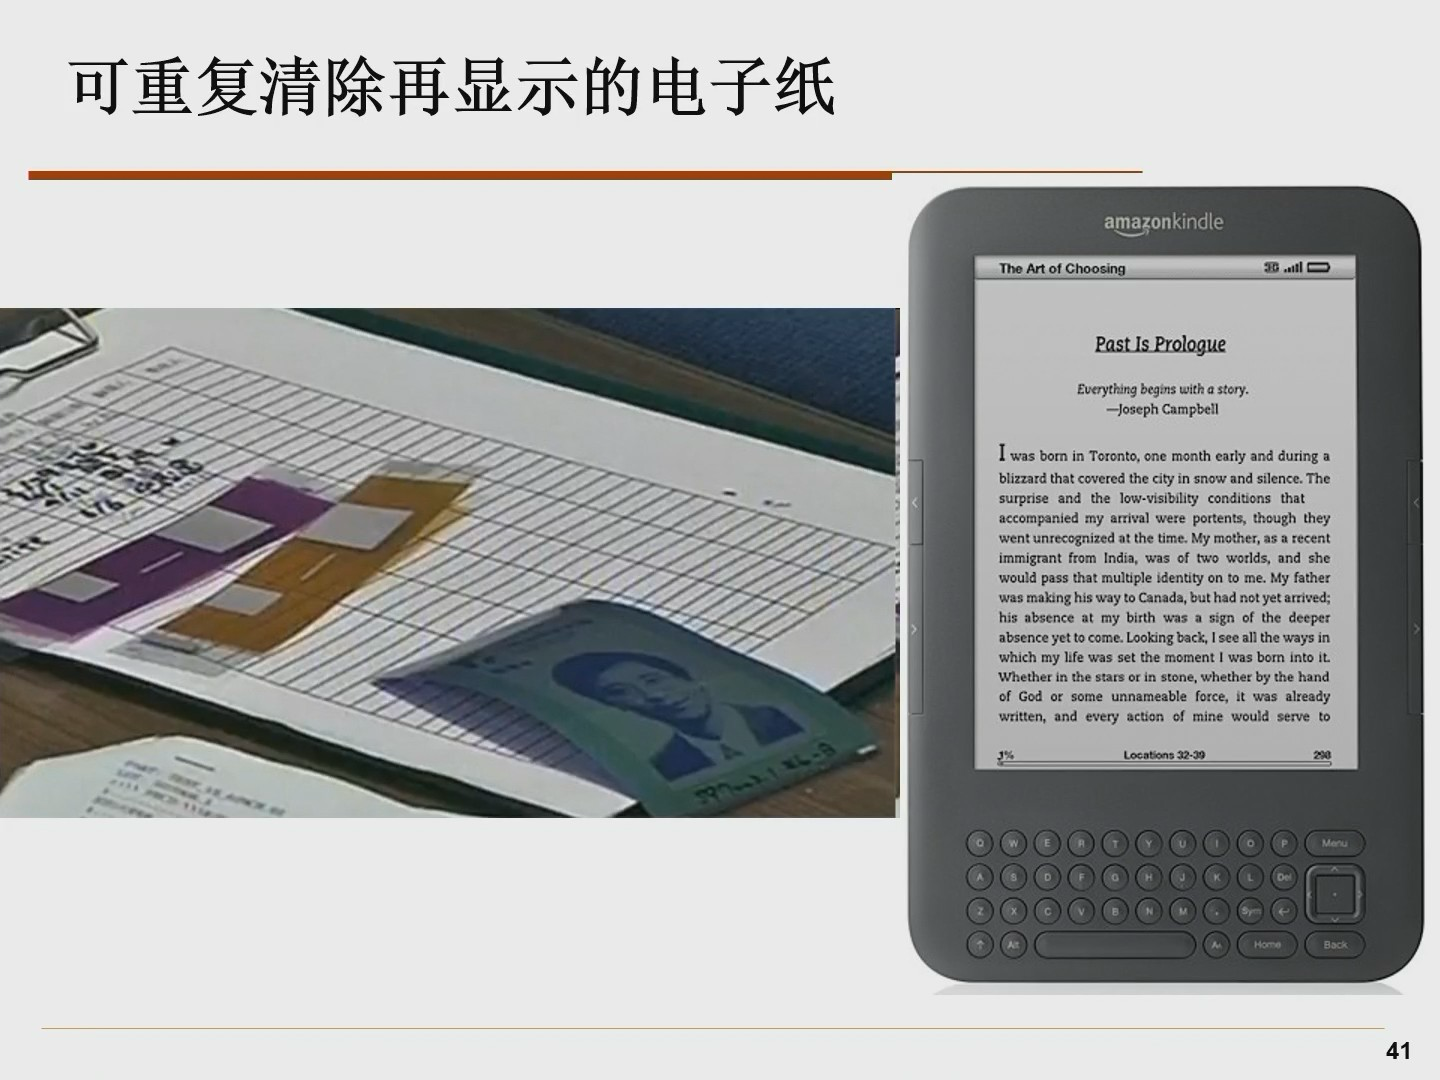 可重复清除再显示的电子纸
amazonkindle
The Art of Choosing
3G
Past Is Prologue
Everything begins with a story.
—Joseph Campbell
I was born in Toronto, one month early and during a
blizzard that covered the city in snow and silence. The
surprise and the low-visibility conditions that
accompanied my arrival were portents, though they
went unrecognized at the time. My mother, as a recent
immigrant from India, was of two worlds, and she
would pass that multiple identity on to me. My father
was making his way to Canada, but had not yet arrived;
his absence at my birth was a sign of the deeper
absence yet to come. Looking back, I see all the ways in
which my life was set the moment I was born into it.
Whether in the stars or in stone, whether by the hand
of God or some unnameable force, it was already
written, and every action of mine would serve to
1% Locations 32-39 298
Q W E R T Y U I O P Menu
A S D F G H J K L Del
Z X C V B N M . Sym
Alt Aa Home Back
41